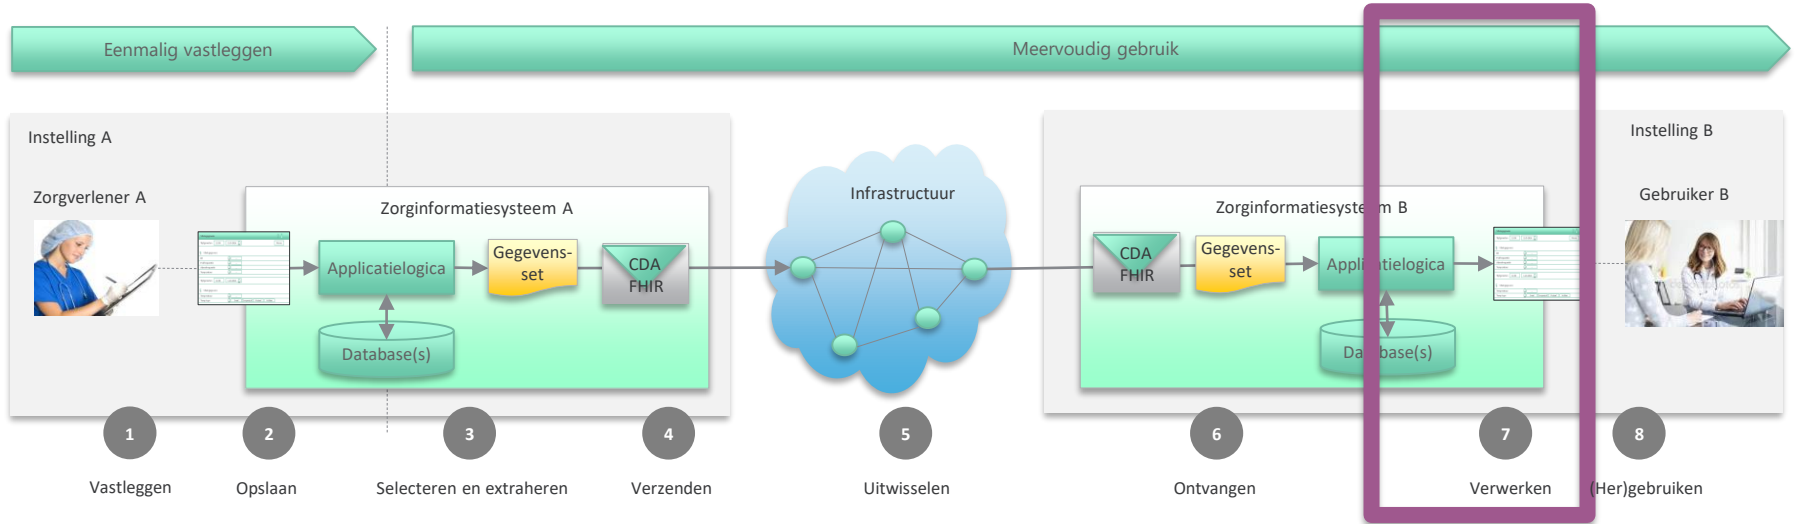 Eenmalig vastleggen
Meervoudig gebruik
Instelling A
Zorgverlener A
Zorginformatiesysteem A
Applicatielogica
Gegevens-
set
CDA
FHIR
Database(s)
Infrastructuur
Instelling B
Gebruiker B
Zorginformatiesysteem B
CDA
FHIR
Gegevens-
set
Applicatielogica
Database(s)
1
2
3
4
5
6
7
8
Vastleggen
Opslaan
Selecteren en extraheren
Verzenden
Uitwisselen
Ontvangen
Verwerken
(Her)gebruiken